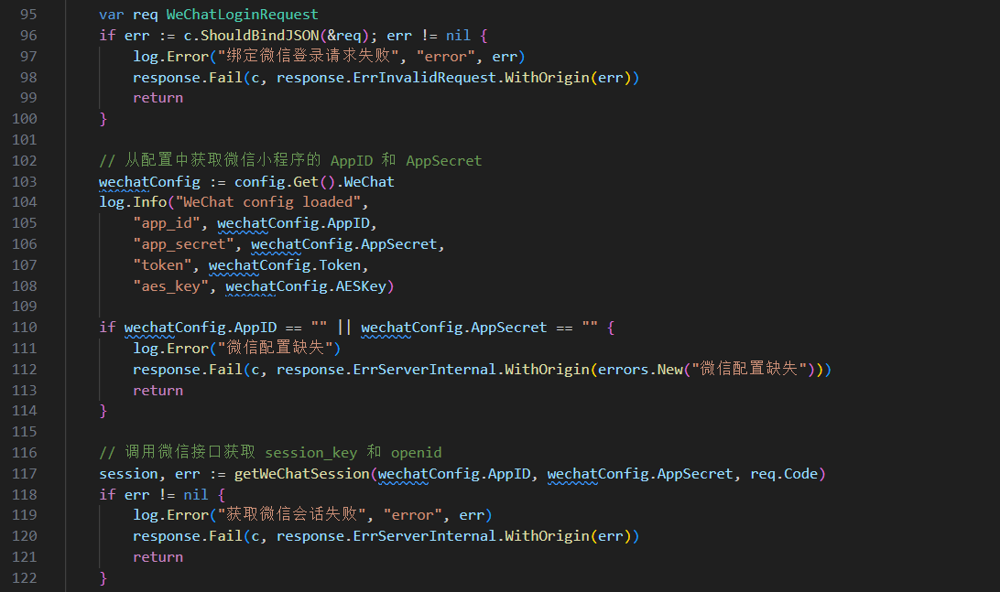 95 var req WeChatLoginRequest
96 if err := c.ShouldBindJSON(&req); err != nil {
97 log.Error("绑定微信登录请求失败", "error", err)
98 response.Fail(c, response.ErrInvalidRequest.WithOrigin(err))
99 return
100 }
101
102 // 从配置中获取微信小程序的 AppID 和 AppSecret
103 wechatConfig := config.Get().WeChat
104 log.Info("WeChat config loaded",
105 "app_id", wechatConfig.AppID,
106 "app_secret", wechatConfig.AppSecret,
107 "token", wechatConfig.Token,
108 "aes_key", wechatConfig.AESKey)
109
110 if wechatConfig.AppID == "" || wechatConfig.AppSecret == "" {
111 log.Error("微信配置缺失")
112 response.Fail(c, response.ErrServerInternal.WithOrigin(errors.New("微信配置缺失")))
113 return
114 }
115
116 // 调用微信接口获取 session_key 和 openid
117 session, err := getWeChatSession(wechatConfig.AppID, wechatConfig.AppSecret, req.Code)
118 if err != nil {
119 log.Error("获取微信会话失败", "error", err)
120 response.Fail(c, response.ErrServerInternal.WithOrigin(err))
121 return
122 }